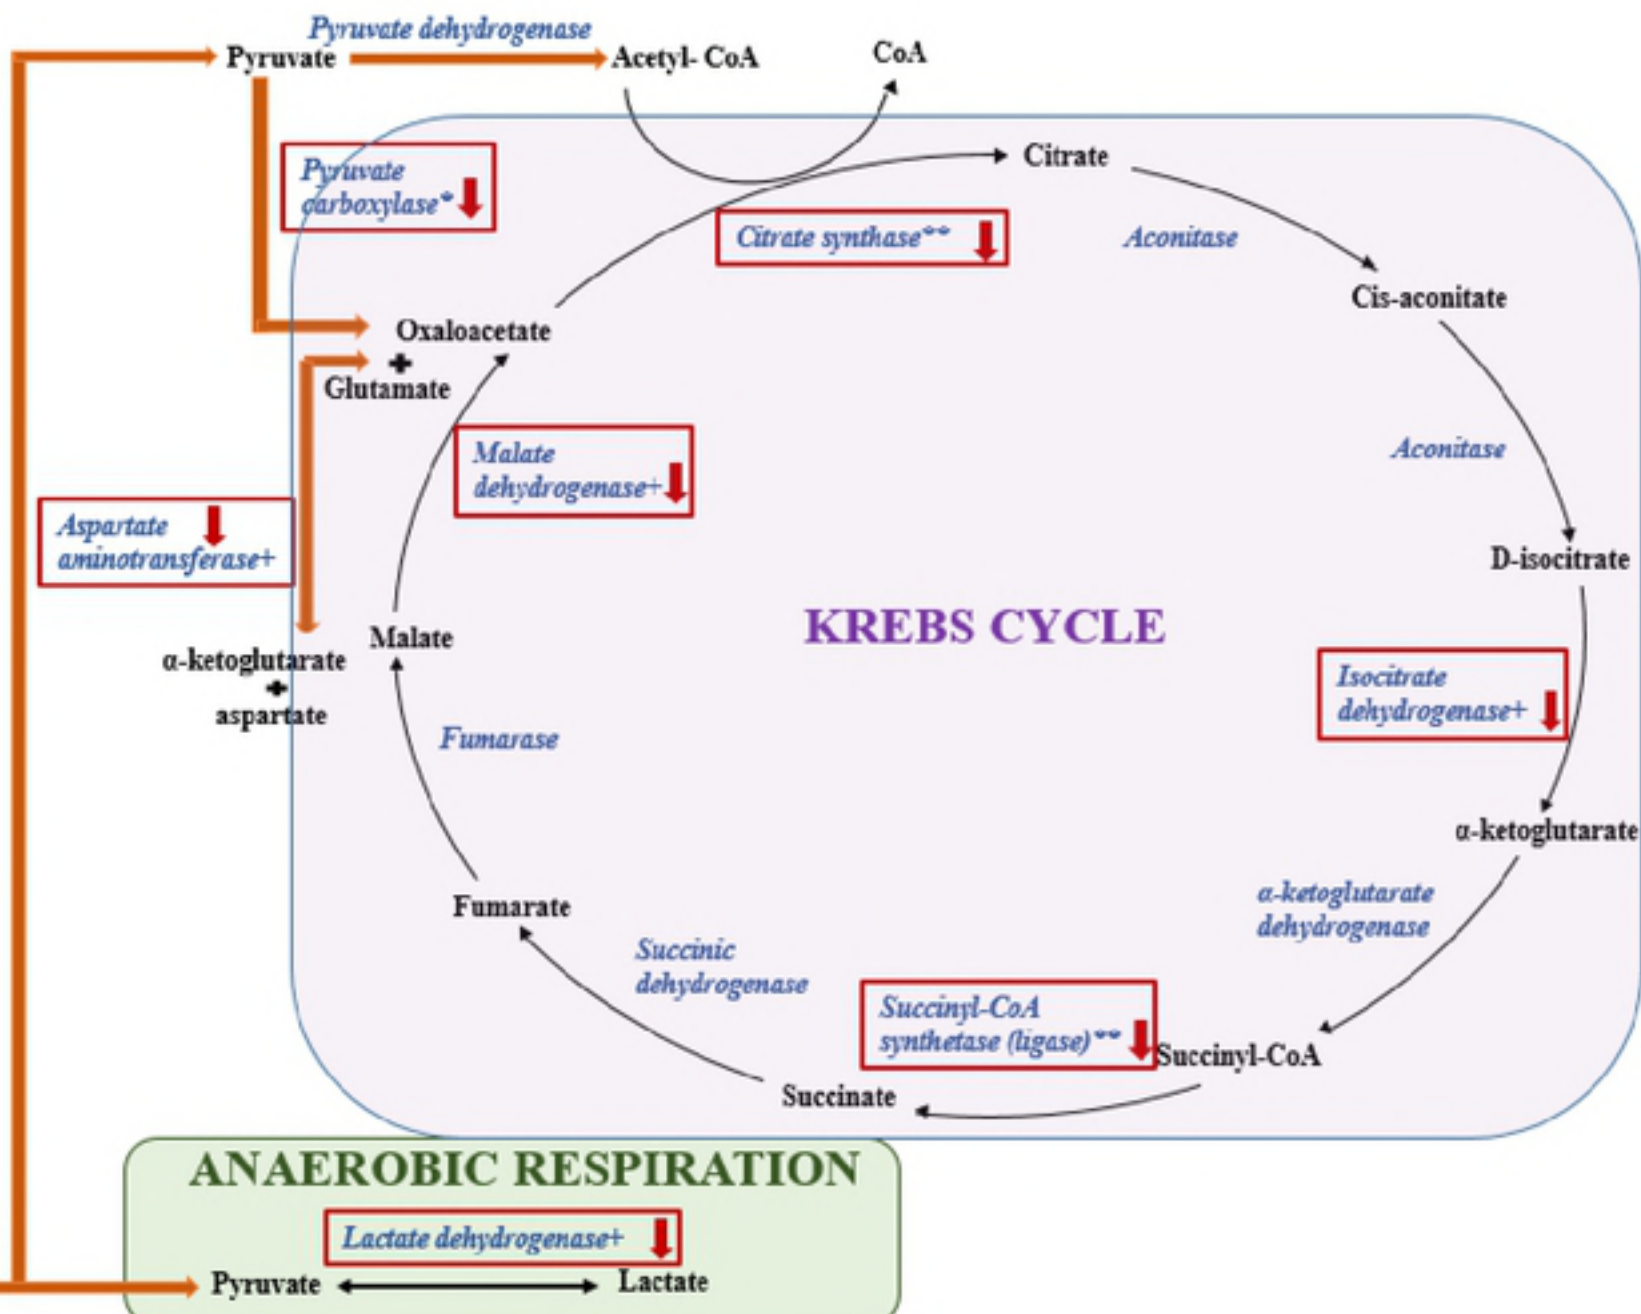 Pyruvate dehydrogenase
Pyruvate
Acetyl- CoA
CoA
Pyruvate
carboxylase*
Citrate
Citrate synthase**
Aconitase
Cis-aconitate
Oxaloacetate
+
Glutamate
Malate
dehydrogenase+
Aconitase
Aspartate
aminotransferase+
D-isocitrate
KREBS CYCLE
Malate
α-ketoglutarate
+
aspartate
Isocitrate
dehydrogenase+
Fumarase
α-ketoglutarate
α-ketoglutarate
dehydrogenase
Fumarate
Succinic
dehydrogenase
Succinyl-CoA
synthetase (ligase)**
Succinyl-CoA
Succinate
ANAEROBIC RESPIRATION
Lactate dehydrogenase+
Pyruvate
Lactate